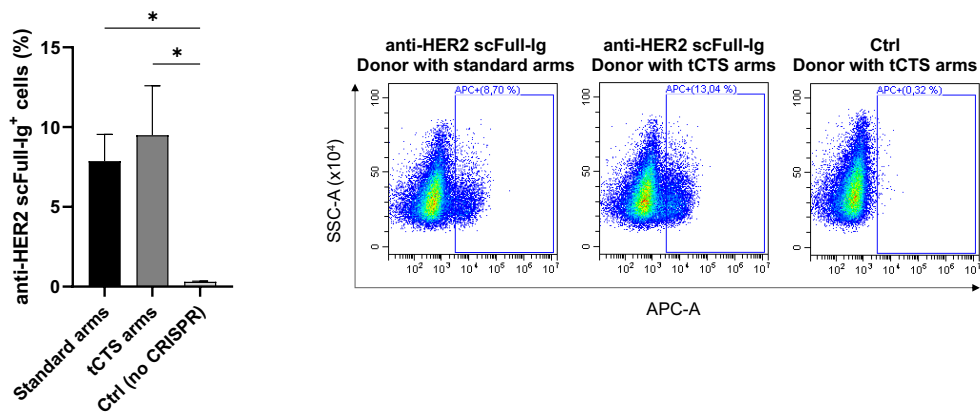 anti-HER2 scFull-Ig+ cells (%)
15
10
5
0
*
*
Standard arms
tCTS arms
Ctrl (no CRISPR)
anti-HER2 scFull-Ig
Donor with standard arms
anti-HER2 scFull-Ig
Donor with tCTS arms
Ctrl
Donor with tCTS arms
SSC-A (x10⁴)
APC+(8,70 %)
100
50
0
10² 10³ 10⁴ 10⁵ 10⁶ 10⁷
APC+(13,04 %)
100
50
0
10² 10³ 10⁴ 10⁵ 10⁶ 10⁷
APC+(0,32 %)
100
50
0
10² 10³ 10⁴ 10⁵ 10⁶ 10⁷
APC-A